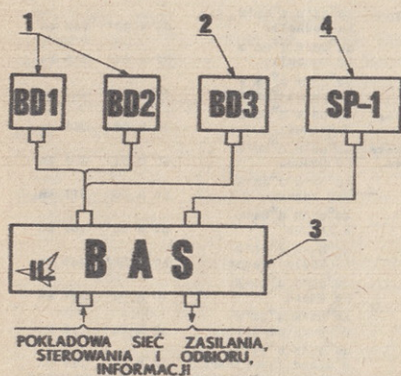 1 2 4
BD1 BD2 BD3 SP-1
BAS
3
POKŁADOWA SIEĆ ZASILANIA,
STEROWANIA I ODBIORU,
INFORMACJI